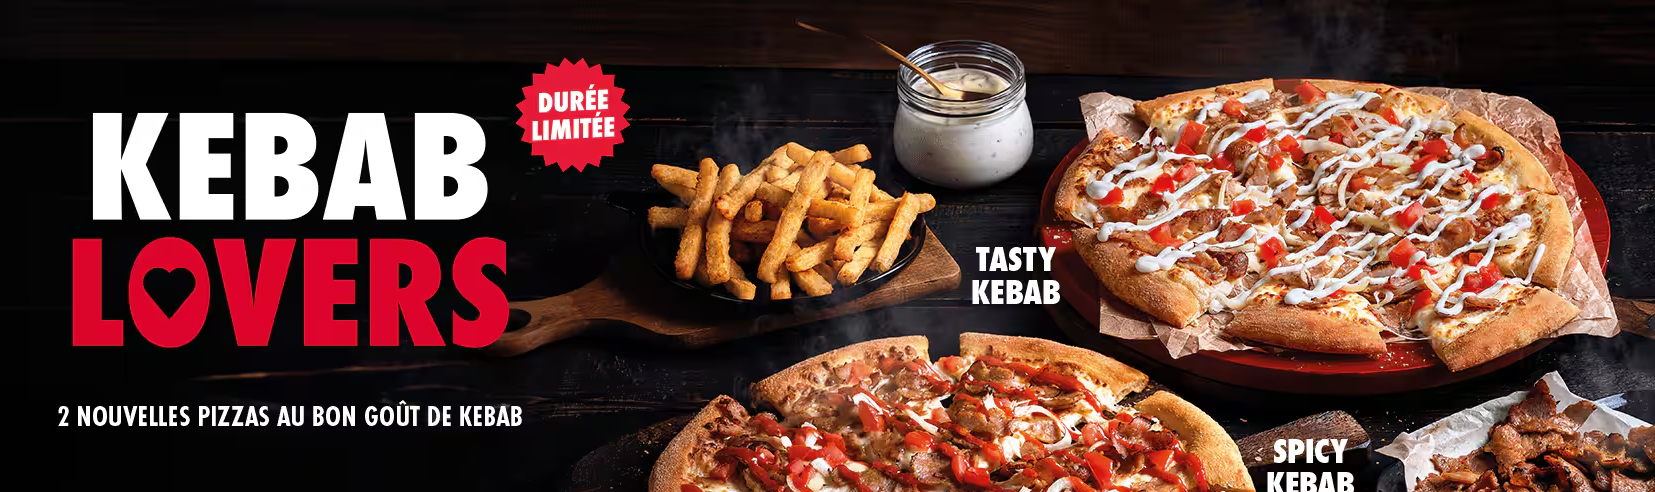 KEBAB
LOVERS
DURÉE
LIMITÉE
2 NOUVELLES PIZZAS AU BON GOÛT DE KEBAB
TASTY
KEBAB
SPICY
KEBAB